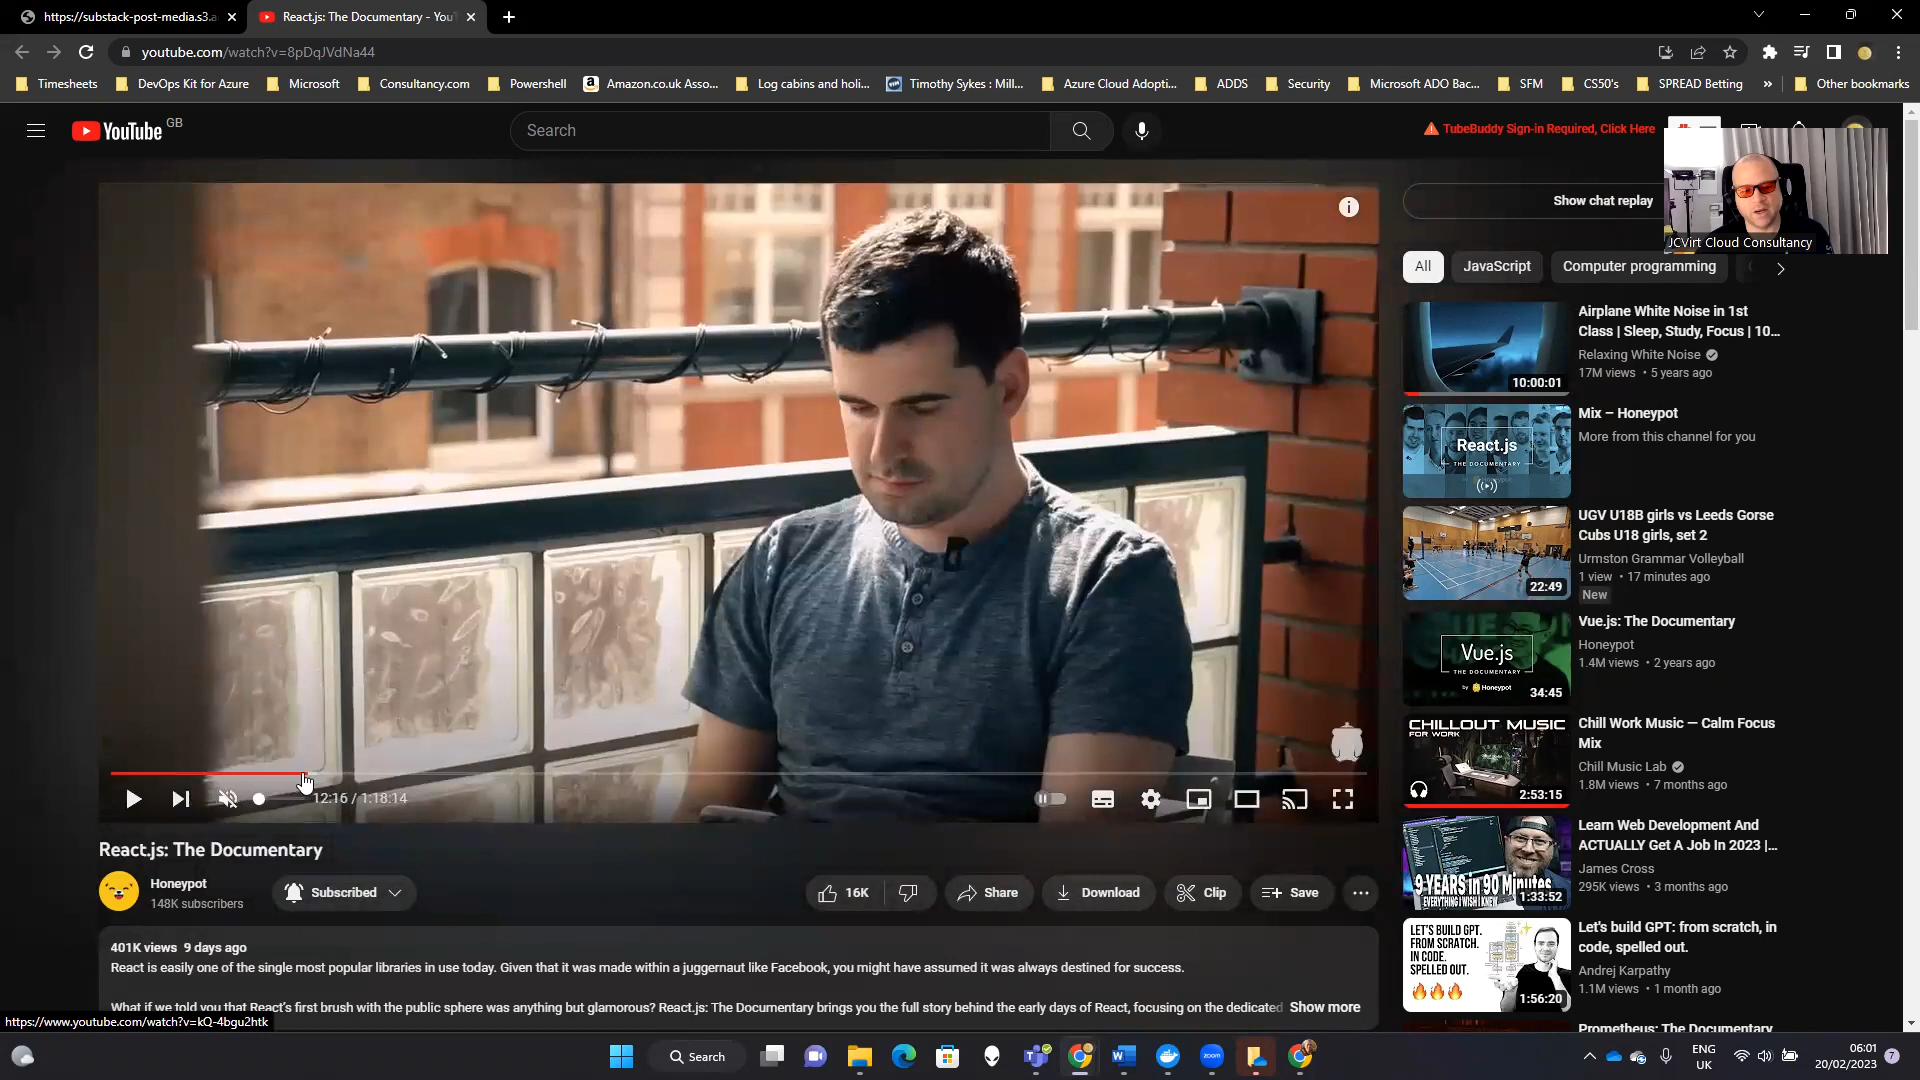 https://substack-post-media.s3.a
React.js: The Documentary - YouT
youtube.com/watch?v=8pDqJVdNa44
Timesheets
DevOps Kit for Azure
Microsoft
Consultancy.com
Powershell
Amazon.co.uk Asso...
Log cabins and holi...
Timothy Sykes : Mill...
Azure Cloud Adopti...
ADDS
Security
Microsoft ADO Bac...
SFM
CS50's
SPREAD Betting
»
Other bookmarks
YouTube GB
Search
TubeBuddy Sign-in Required, Click Here
Show chat replay
JCVirt Cloud Consultancy
All
JavaScript
Computer programming
Airplane White Noise in 1st
Class | Sleep, Study, Focus | 10...
Relaxing White Noise
17M views • 5 years ago
10:00:01
Mix – Honeypot
More from this channel for you
React.js
THE DOCUMENTARY
UGV U18B girls vs Leeds Gorse
Cubs U18 girls, set 2
Urmston Grammar Volleyball
1 view • 17 minutes ago
New
22:49
Vue.js: The Documentary
Honeypot
1.4M views • 2 years ago
Vue.js
THE DOCUMENTARY
by Honeypot
34:45
Chill Work Music — Calm Focus
Mix
Chill Music Lab
1.8M views • 7 months ago
CHILLOUT MUSIC
FOR WORK
2:53:15
Learn Web Development And
ACTUALLY Get A Job In 2023 |...
James Cross
295K views • 3 months ago
9 YEARS in 90 Minutes
EVERYTHING I WISH I KNEW
1:33:52
Let's build GPT: from scratch, in
code, spelled out.
Andrej Karpathy
1.1M views • 1 month ago
LET'S BUILD GPT.
FROM SCRATCH.
IN CODE.
SPELLED OUT.
1:56:20
Prometheus: The Documentary
12:16 / 1:18:14
React.js: The Documentary
Honeypot
148K subscribers
Subscribed
16K
Share
Download
Clip
Save
401K views 9 days ago
React is easily one of the single most popular libraries in use today. Given that it was made within a juggernaut like Facebook, you might have assumed it was always destined for success.
What if we told you that React's first brush with the public sphere was anything but glamorous? React.js: The Documentary brings you the full story behind the early days of React, focusing on the dedicated Show more
https://www.youtube.com/watch?v=kQ-4bgu2htk
Search
zoom
ENG
UK
06:01
20/02/2023
7